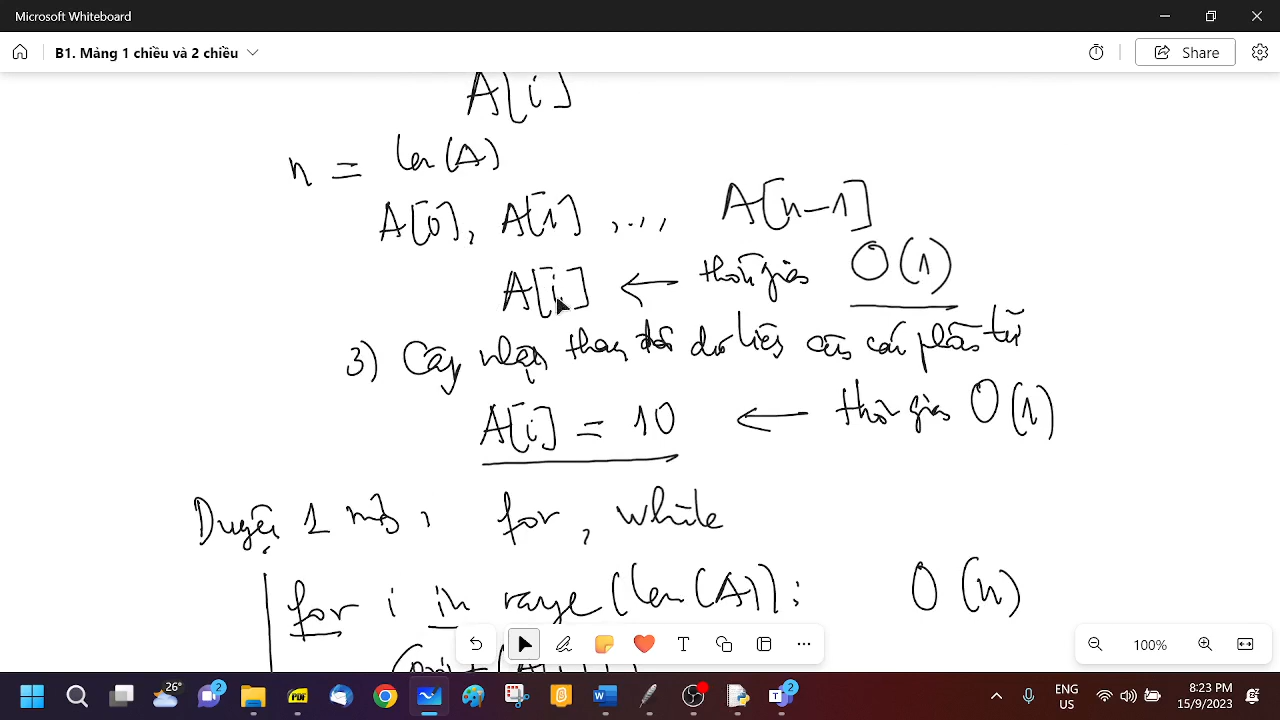 Microsoft Whiteboard
B1. Mảng 1 chiều và 2 chiều
Share
A[i]
n = len(A)
A[0], A[1], ..., A[n-1]
A[i] ← thời gian O(1)
3) Cập nhật thay đổi dữ liệu của các phần tử
A[i] = 10 ← thời gian O(1)
Duyệt 1 mảng: for, while
for i in range(len(A)): O(n)
100%
26°
2
2
ENG
US
8:23 PM
15/9/2023